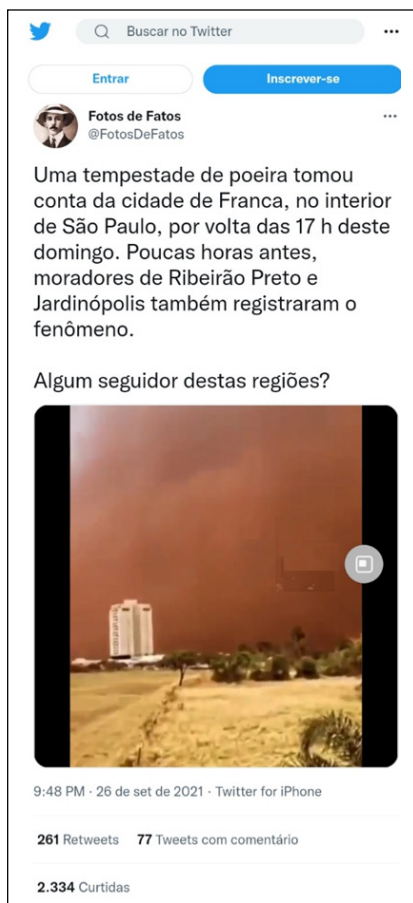 Buscar no Twitter
Entrar
Inscrever-se
Fotos de Fatos
@FotosDeFatos
Uma tempestade de poeira tomou
conta da cidade de Franca, no interior
de São Paulo, por volta das 17 h deste
domingo. Poucas horas antes,
moradores de Ribeirão Preto e
Jardinópolis também registraram o
fenômeno.
Algum seguidor destas regiões?
9:48 PM · 26 de set de 2021 · Twitter for iPhone
261 Retweets 77 Tweets com comentário
2.334 Curtidas